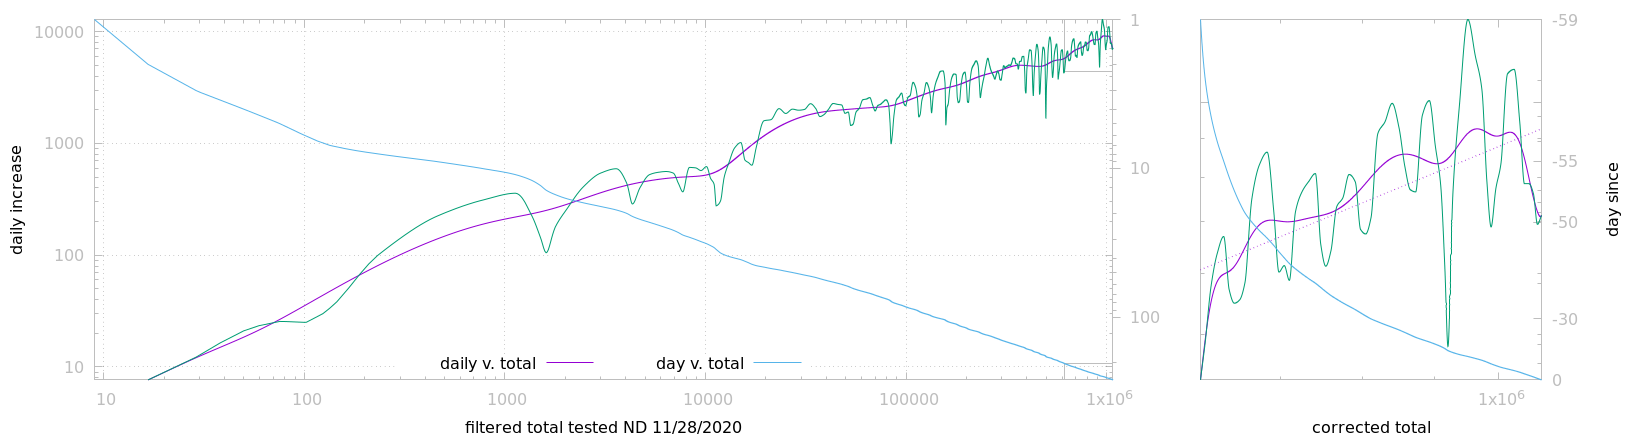 10000
1000
100
10
daily increase
10
100
1000
10000
100000
1x10⁶
1
10
100
daily v. total
day v. total
filtered total tested ND 11/28/2020
-59
-55
-50
-30
0
day since
1x10⁶
corrected total